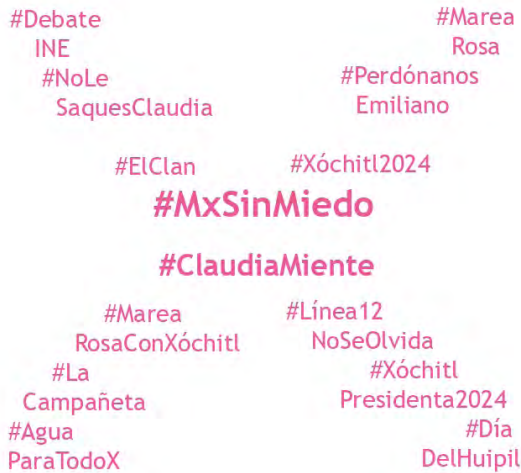 #Debate
INE
#NoLe
SaquesClaudia
#Marea
Rosa
#Perdónanos
Emiliano
#ElClan
#Xóchitl2024
#MxSinMiedo
#ClaudiaMiente
#Marea
RosaConXóchitl
#Línea12
NoSeOlvida
#La
Campañeta
#Xóchitl
Presidenta2024
#Agua
ParaTodoX
#Día
DelHuipil